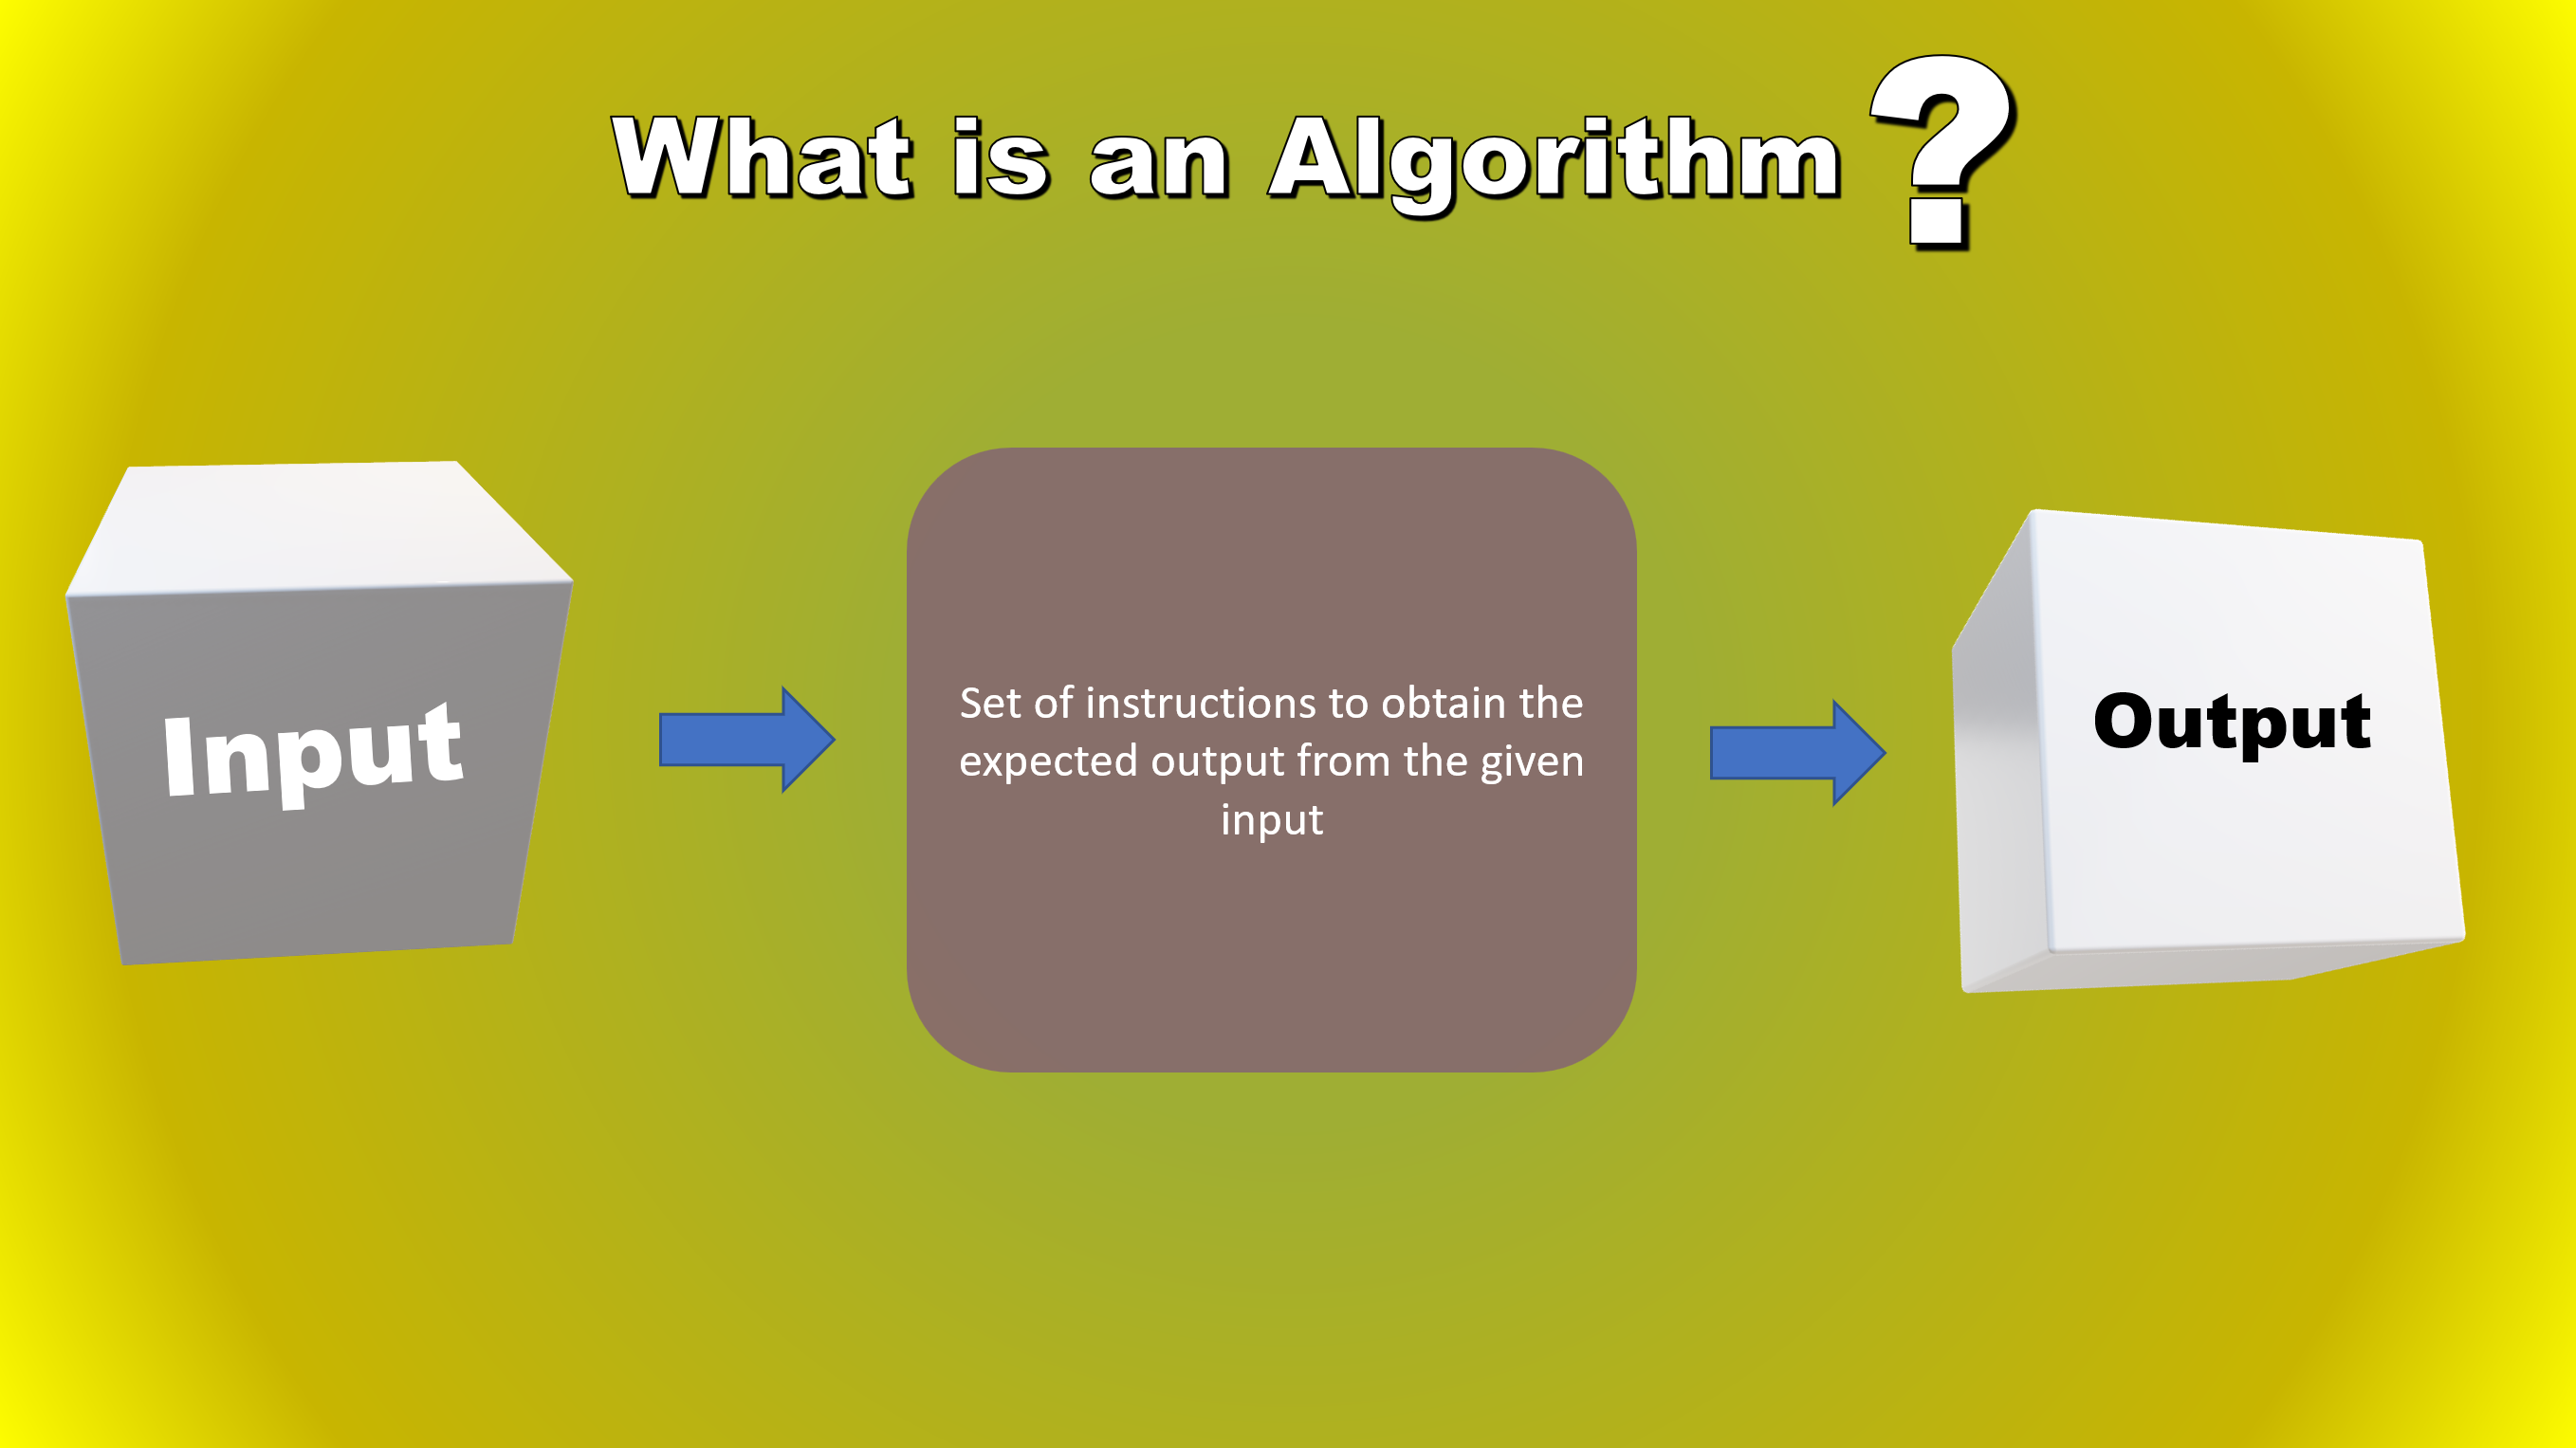 What is an Algorithm ?
Input
Set of instructions to obtain the
expected output from the given
input
Output